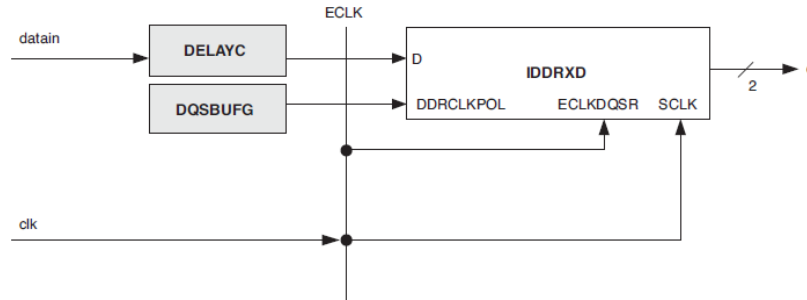 ECLK
datain
DELAYC
D
IDDRXD
DQSBUFG
DDRCLKPOL
ECLKDQSR
SCLK
2
clk